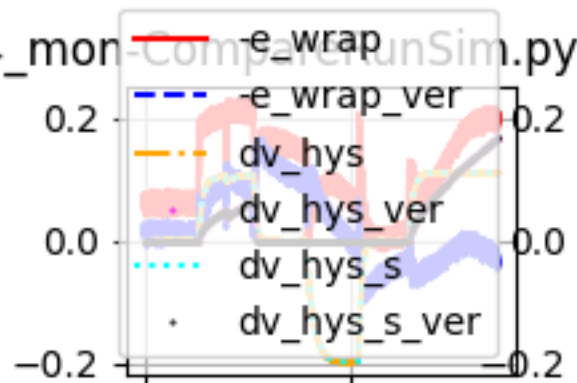 _mon-CompareRunSim.py
-e_wrap
-e_wrap_ver
0.2 0.2
dv_hys
dv_hys_ver
0.0 0.0
dv_hys_s
dv_hys_s_ver
−0.2 −0.2